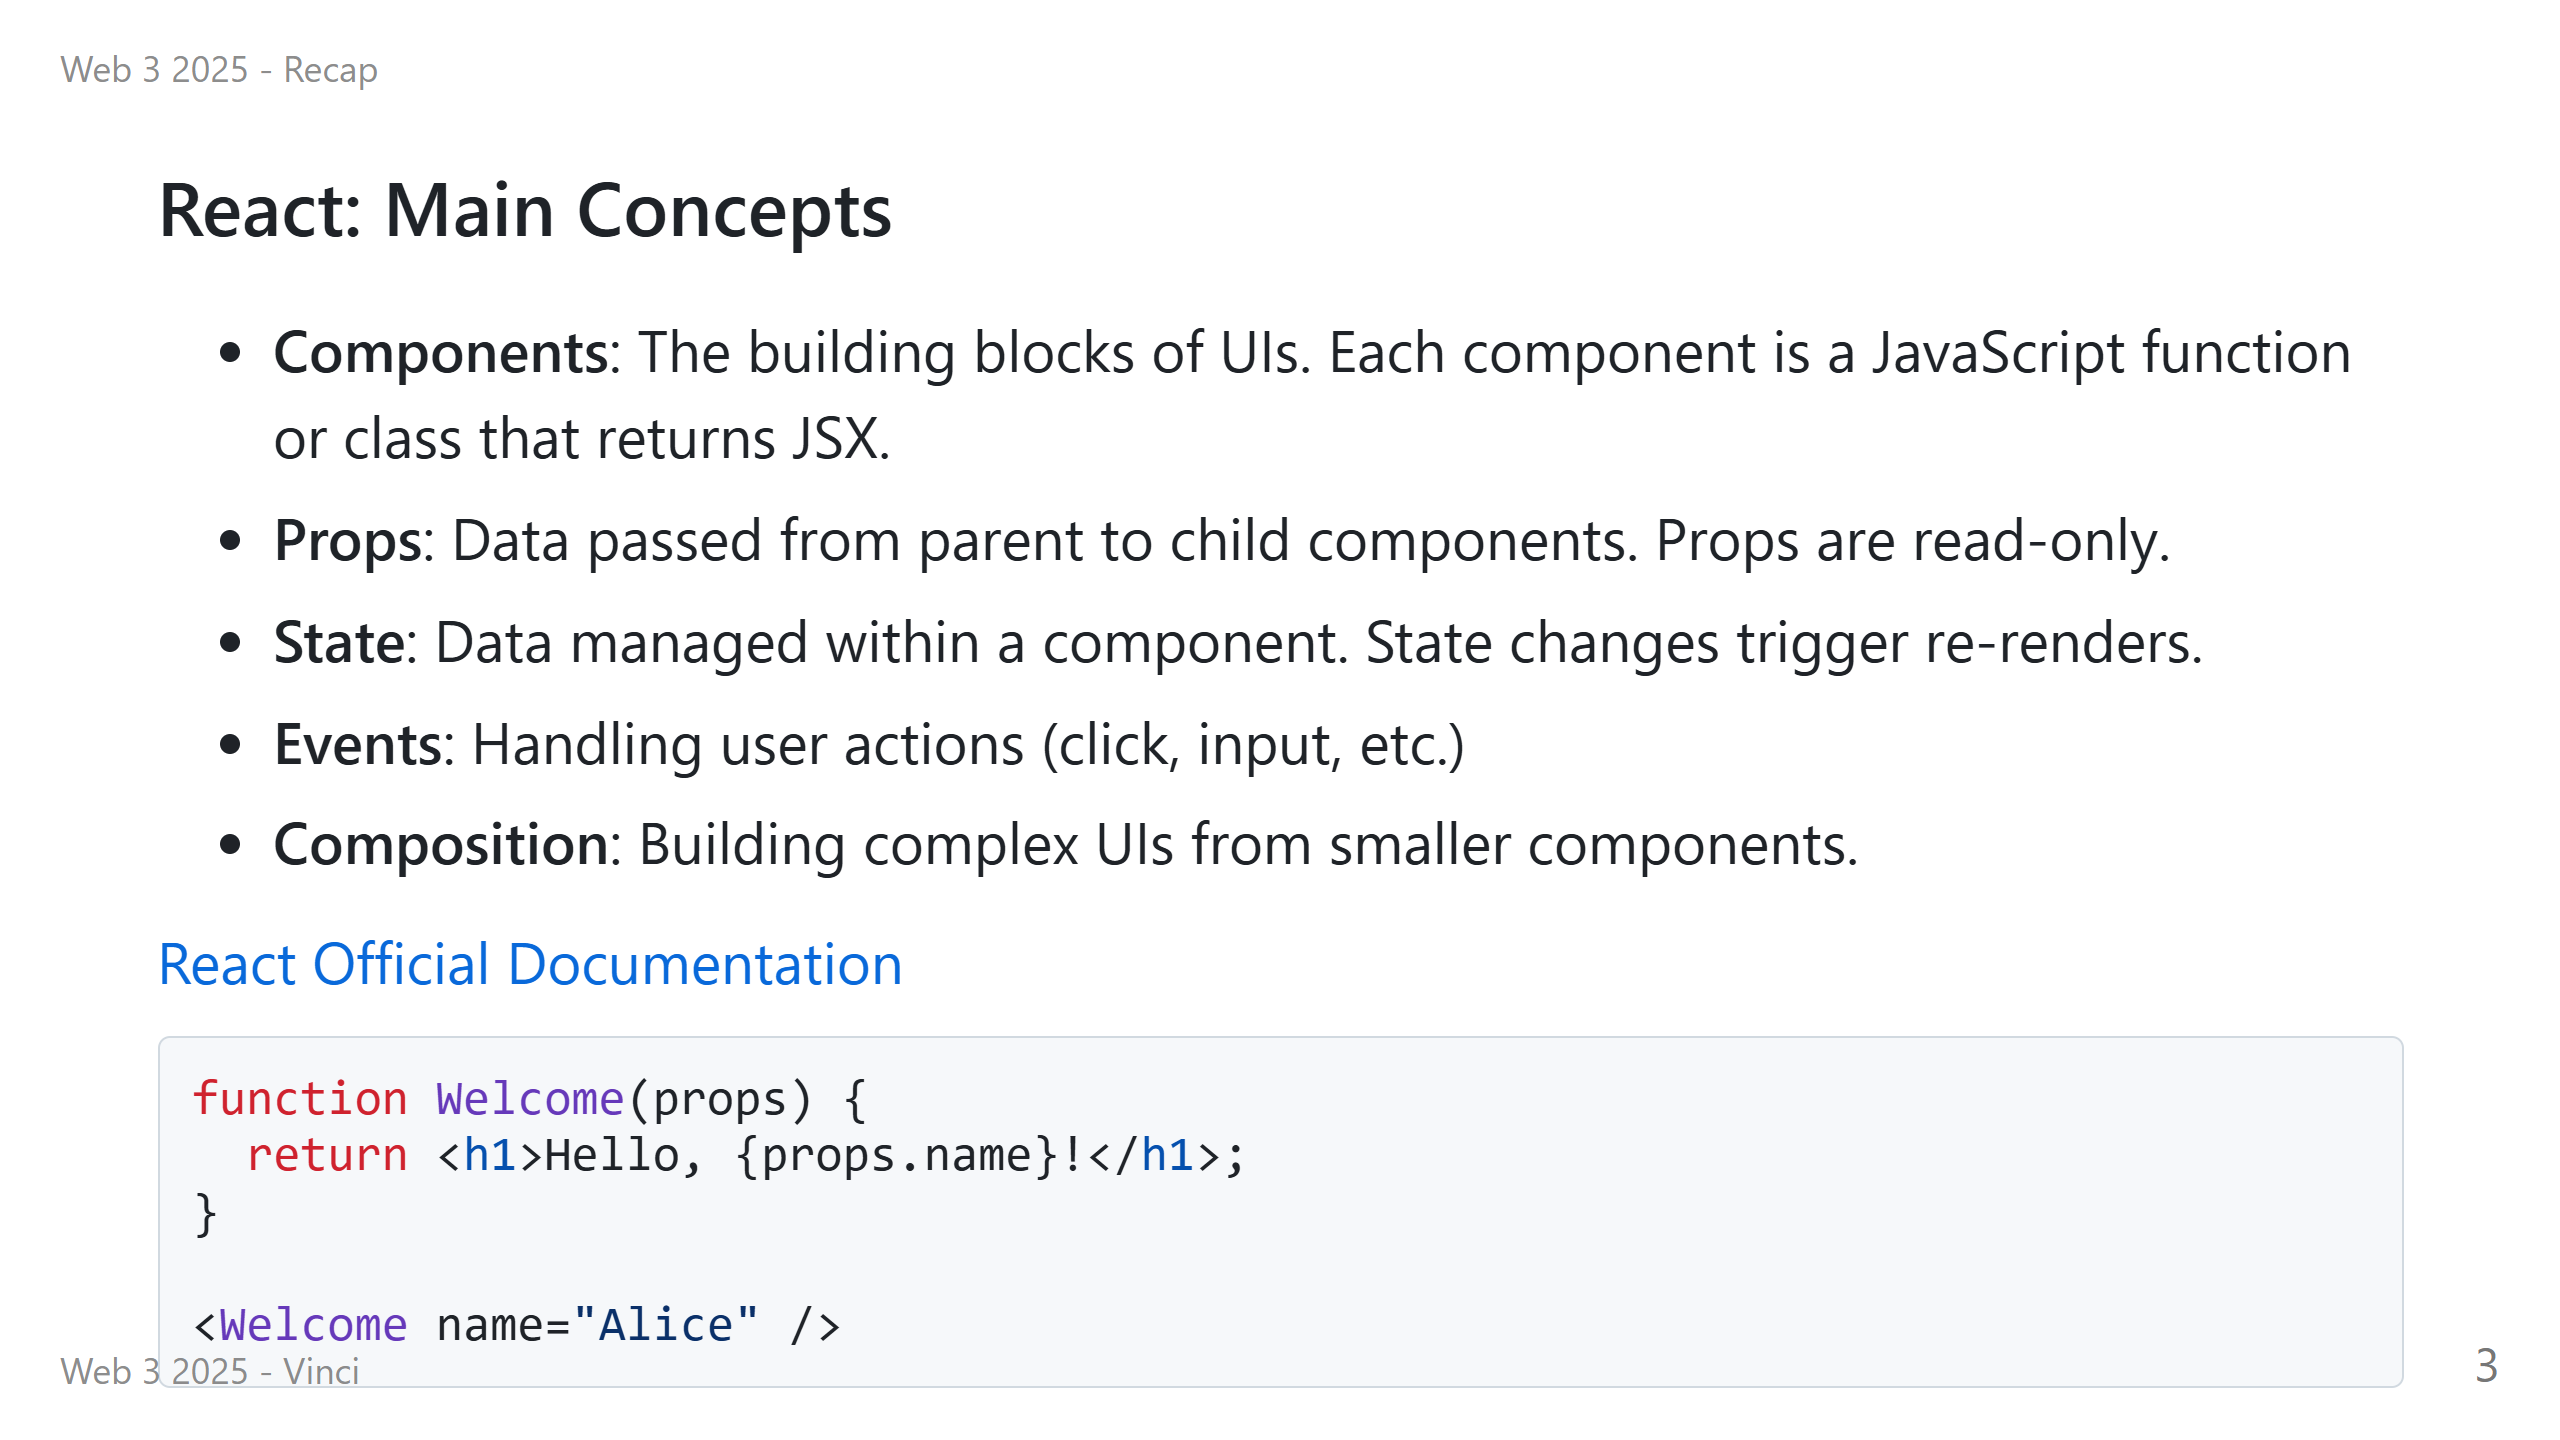 Web 3 2025 - Recap
React: Main Concepts
• Components: The building blocks of UIs. Each component is a JavaScript function
or class that returns JSX.
• Props: Data passed from parent to child components. Props are read-only.
• State: Data managed within a component. State changes trigger re-renders.
• Events: Handling user actions (click, input, etc.)
• Composition: Building complex UIs from smaller components.
React Official Documentation
function Welcome(props) {
  return <h1>Hello, {props.name}!</h1>;
}
<Welcome name="Alice" />
Web 3 2025 - Vinci
3